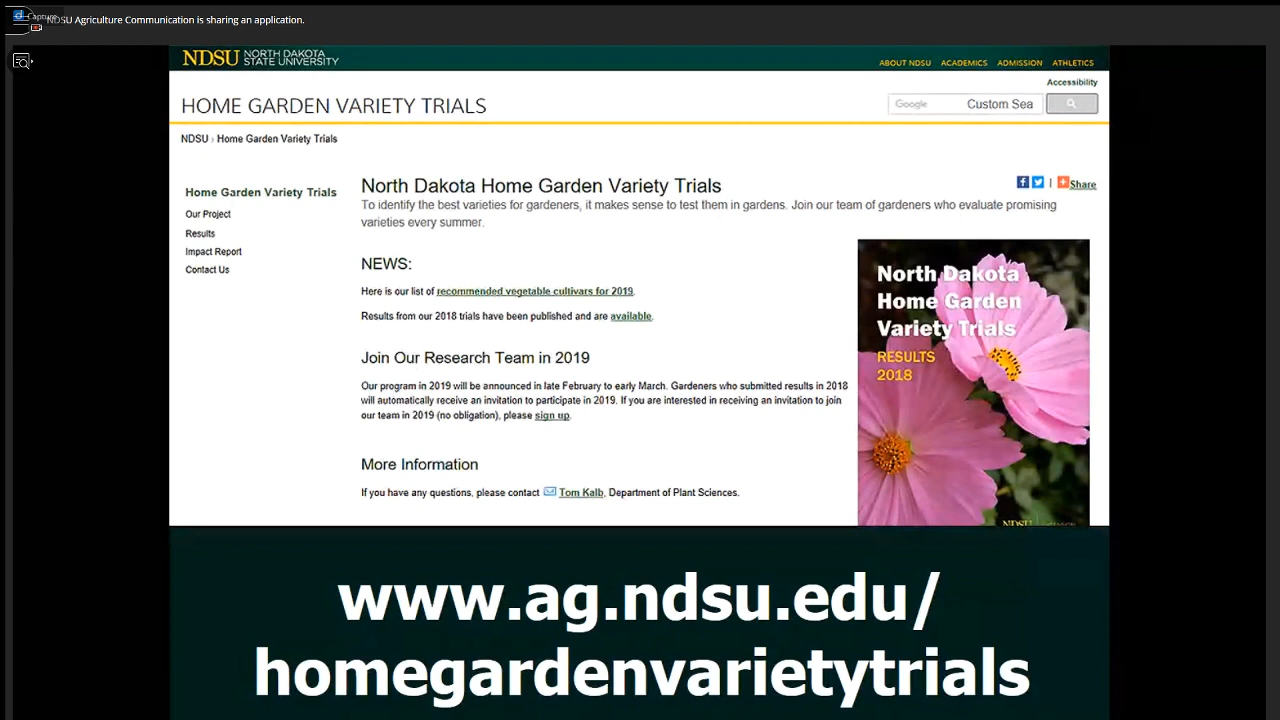 Capture
NDSU Agriculture Communication is sharing an application.
NDSU NORTH DAKOTA
STATE UNIVERSITY
ABOUT NDSU ACADEMICS ADMISSION ATHLETICS
Accessibility
HOME GARDEN VARIETY TRIALS
Google Custom Sea
NDSU › Home Garden Variety Trials
Home Garden Variety Trials
Our Project
Results
Impact Report
Contact Us
North Dakota Home Garden Variety Trials
| Share
To identify the best varieties for gardeners, it makes sense to test them in gardens. Join our team of gardeners who evaluate promising
varieties every summer.
NEWS:
Here is our list of recommended vegetable cultivars for 2019.
Results from our 2018 trials have been published and are available.
Join Our Research Team in 2019
Our program in 2019 will be announced in late February to early March. Gardeners who submitted results in 2018
will automatically receive an invitation to participate in 2019. If you are interested in receiving an invitation to join
our team in 2019 (no obligation), please sign up.
More Information
If you have any questions, please contact Tom Kalb, Department of Plant Sciences.
North Dakota
Home Garden
Variety Trials
RESULTS
2018
NDSU
www.ag.ndsu.edu/
homegardenvarietytrials